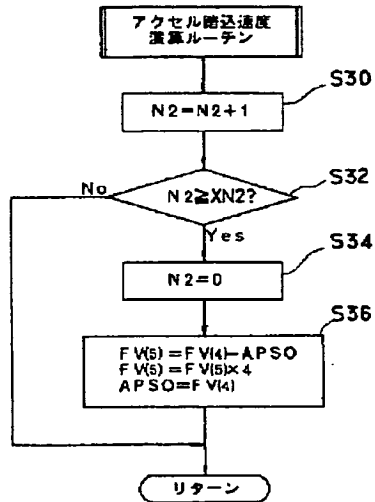 アクセル踏込速度
演算ルーチン
S30
N2=N2+1
S32
No
N2≧XN2?
Yes
S34
N2=0
S36
FV(5)=FV(4)-APSO
FV(5)=FV(5)×4
APSO=FV(4)
リターン